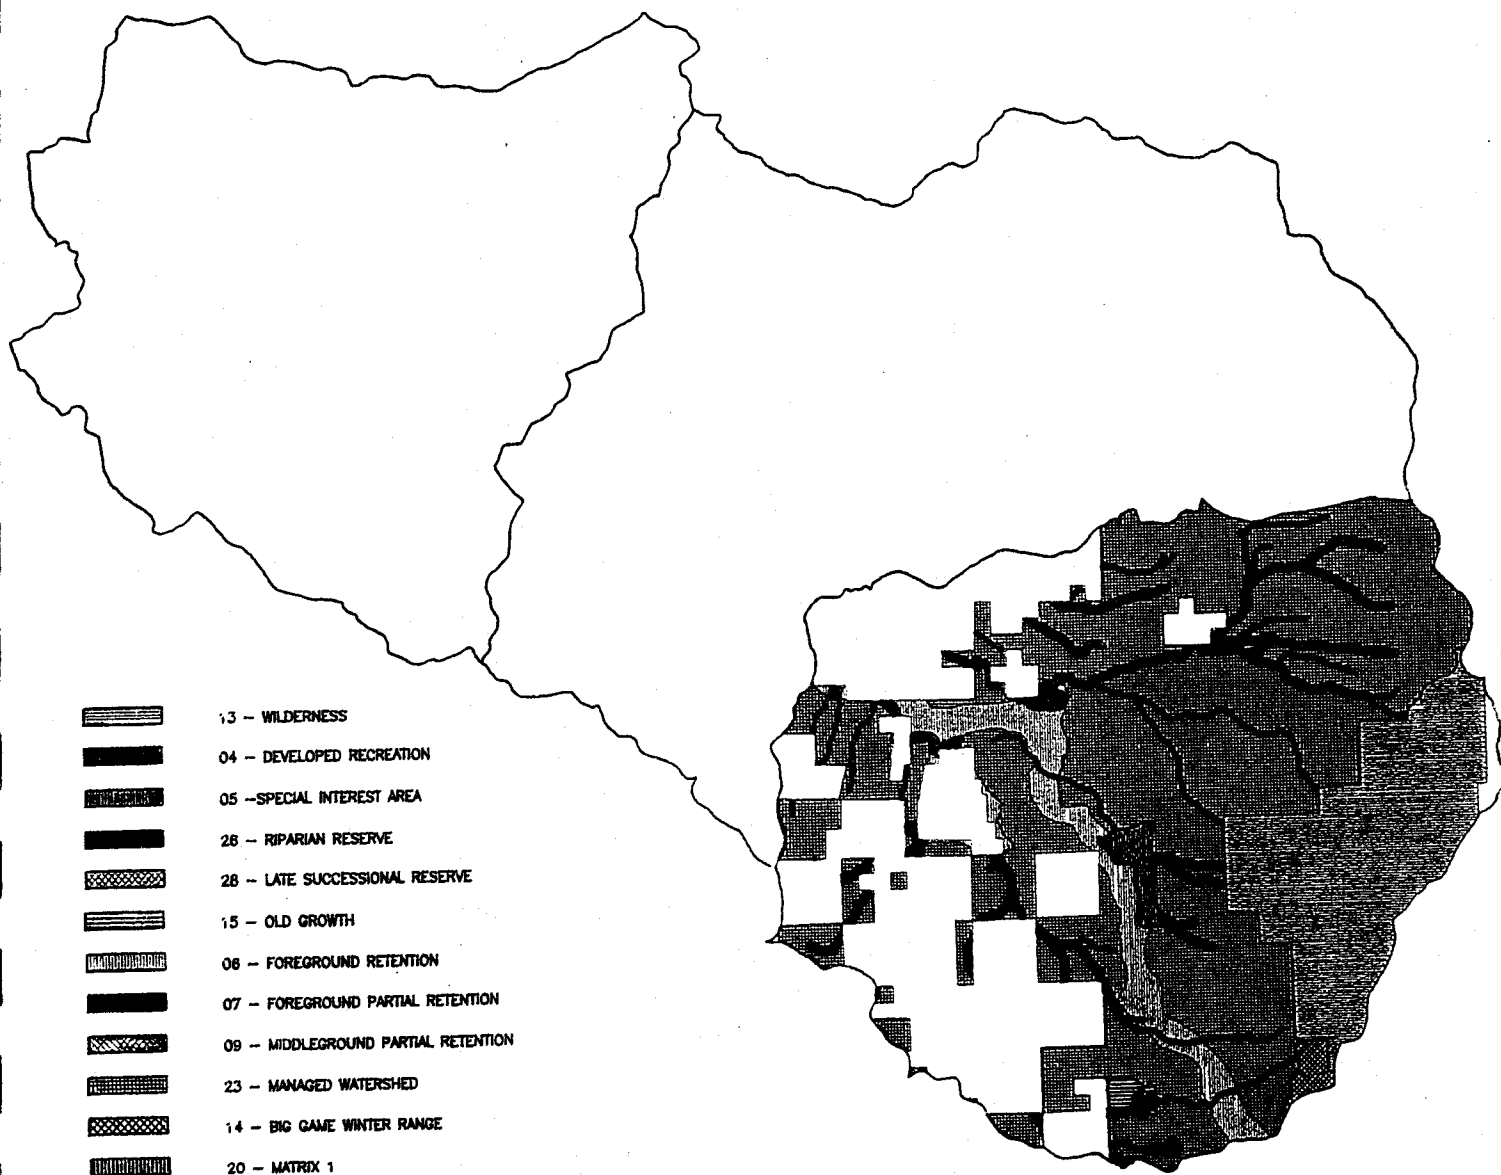 13 - WILDERNESS
04 - DEVELOPED RECREATION
05 -SPECIAL INTEREST AREA
26 - RIPARIAN RESERVE
28 - LATE SUCCESSIONAL RESERVE
15 - OLD GROWTH
06 - FOREGROUND RETENTION
07 - FOREGROUND PARTIAL RETENTION
09 - MIDDLEGROUND PARTIAL RETENTION
23 - MANAGED WATERSHED
14 - BIG GAME WINTER RANGE
20 - MATRIX 1